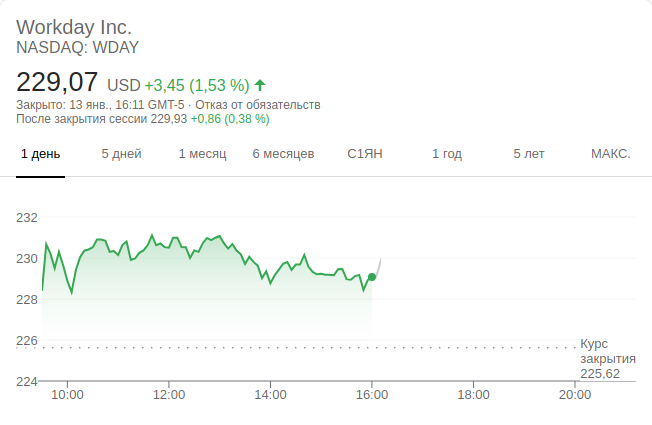 Workday Inc.
NASDAQ: WDAY
229,07 USD +3,45 (1,53 %)
Закрыто: 13 янв., 16:11 GMT-5 · Отказ от обязательств
После закрытия сессии 229,93 +0,86 (0,38 %)
1 день 5 дней 1 месяц 6 месяцев С1ЯН 1 год 5 лет МАКС.
232
230
228
226
Курс
закрытия
225,62
224
10:00 12:00 14:00 16:00 18:00 20:00